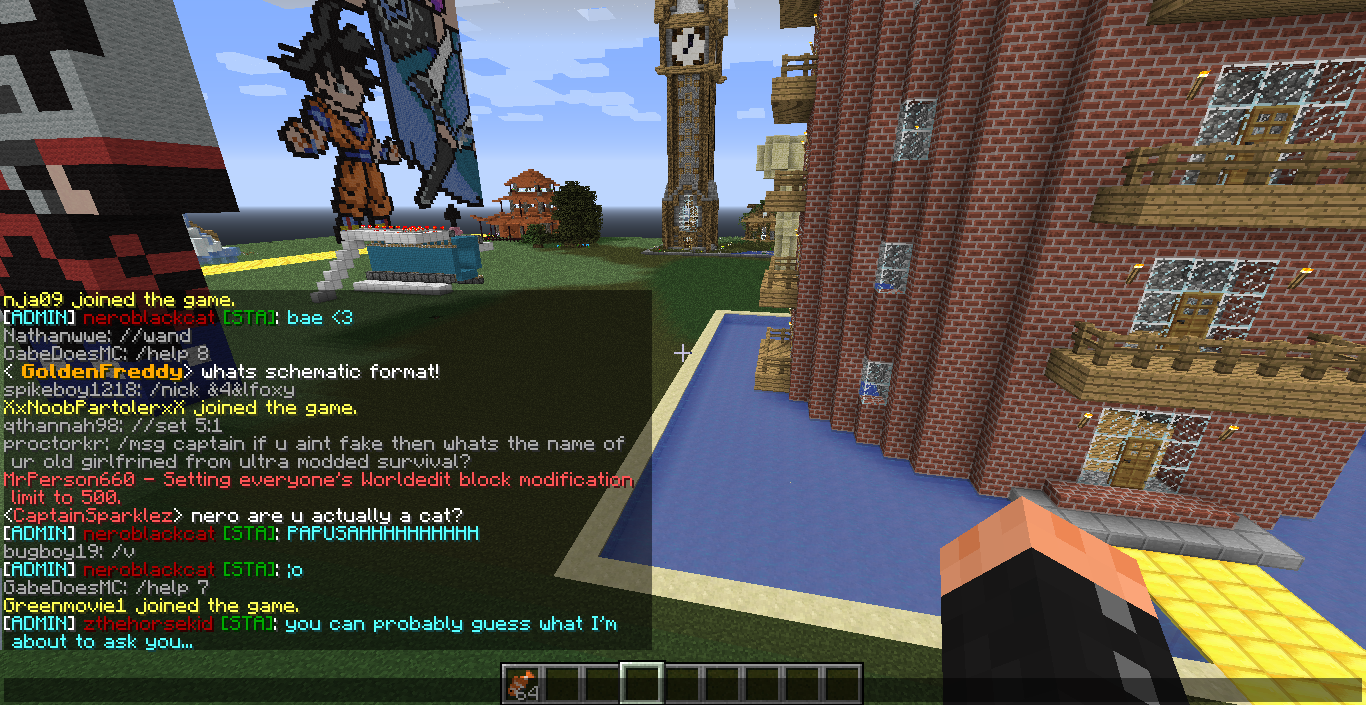 nja09 joined the game.
[ADMIN] neroblackcat [STA]: bae <3
Nathanwwe: //wand
GabeDoesMC: /help 8
< GoldenFreddy> whats schematic format!
spikeboy1218: /nick &4&lfoxy
XxNoobPartolerxX joined the game.
qthannah98: //set 5:1
proctorkr: /msg captain if u aint fake then whats the name of
ur old girlfrined from ultra modded survival?
MrPerson660 - Setting everyone's Worldedit block modification
limit to 500.
<CaptainSparklez> nero are u actually a cat?
[ADMIN] neroblackcat [STA]: PAPUSAHHHHHHHHHHH
bugboy19: /v
[ADMIN] neroblackcat [STA]: ;o
GabeDoesMC: /help 7
Greenmovie1 joined the game.
[ADMIN] zthehorsekid [STA]: you can probably guess what I'm
about to ask you...
64